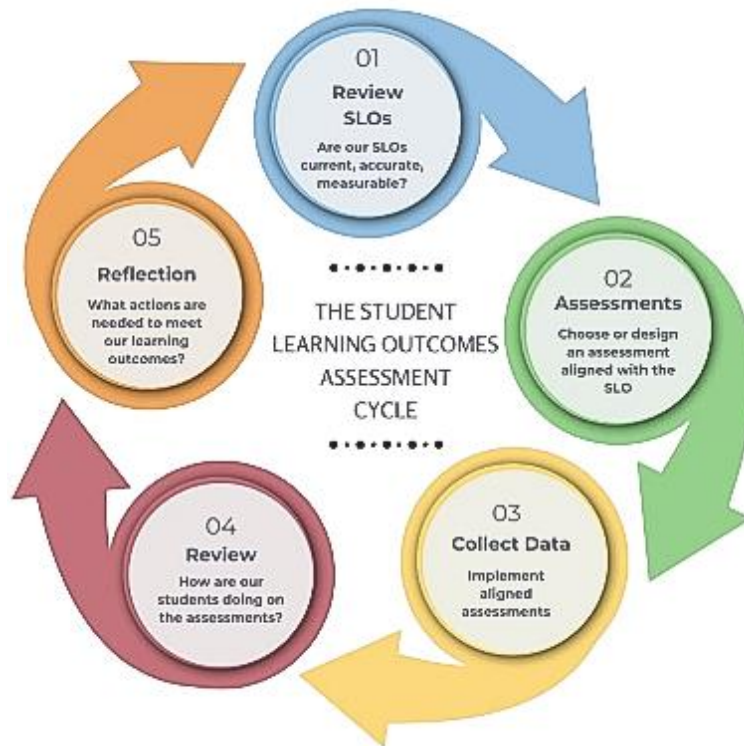 01
Review
SLOs
Are our SLOs
current, accurate,
measurable?
02
Assessments
Choose or design
an assessment
aligned with the
SLO
03
Collect Data
Implement
aligned
assessments
04
Review
How are our
students doing on
the assessments?
05
Reflection
What actions are
needed to meet
our learning
outcomes?
THE STUDENT
LEARNING OUTCOMES
ASSESSMENT
CYCLE